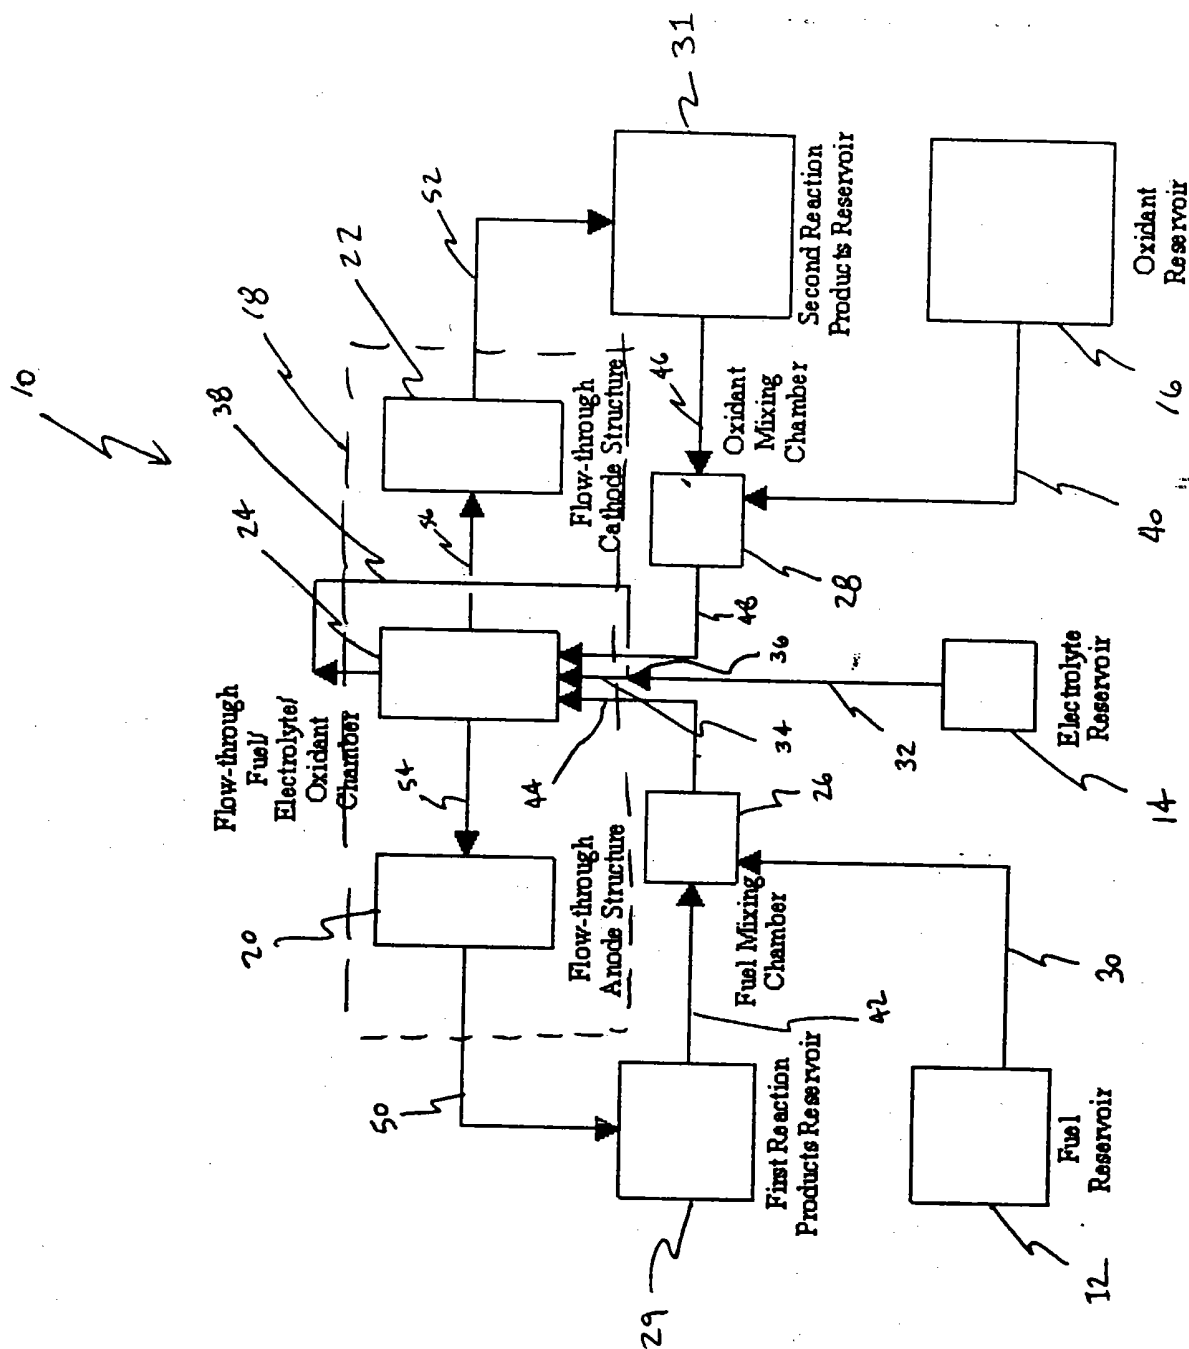 10
18
38
24
22
52
31
Flow-through
Fuel/
Electrolyte/
Oxidant
Chamber
54
56
20
Flow-through
Anode Structure
Flow-through
Cathode Structure
50
44
34
36
48
46
Oxidant
Mixing
Chamber
Second Reaction
Products Reservoir
29
First Reaction
Products Reservoir
42
Fuel Mixing
Chamber
26
32
28
40
12
Fuel
Reservoir
30
14
Electrolyte
Reservoir
16
Oxidant
Reservoir